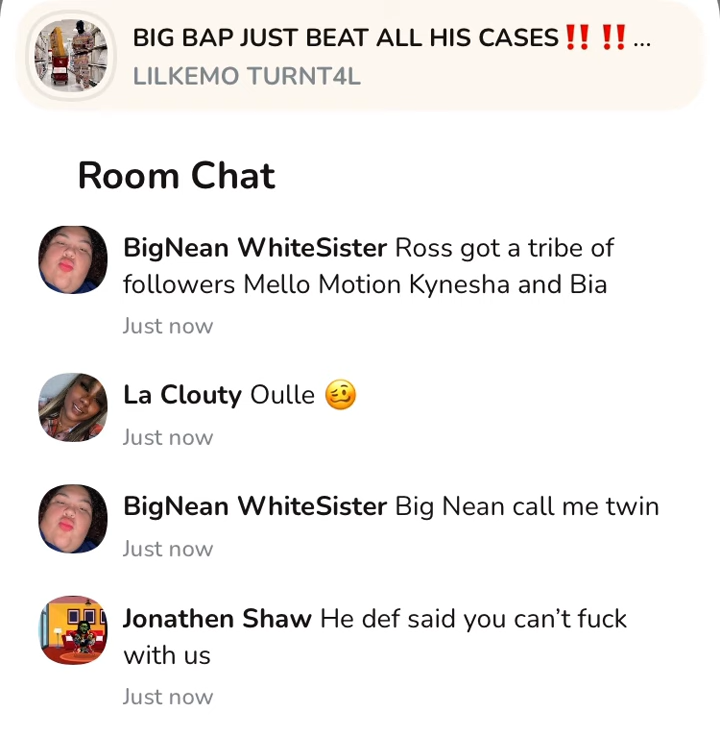 BIG BAP JUST BEAT ALL HIS CASES‼️ ‼️ ...
LILKEMO TURNT4L
Room Chat
BigNean WhiteSister Ross got a tribe of
followers Mello Motion Kynesha and Bia
Just now
La Clouty Oulle 🥴
Just now
BigNean WhiteSister Big Nean call me twin
Just now
Jonathen Shaw He def said you can’t fuck
with us
Just now